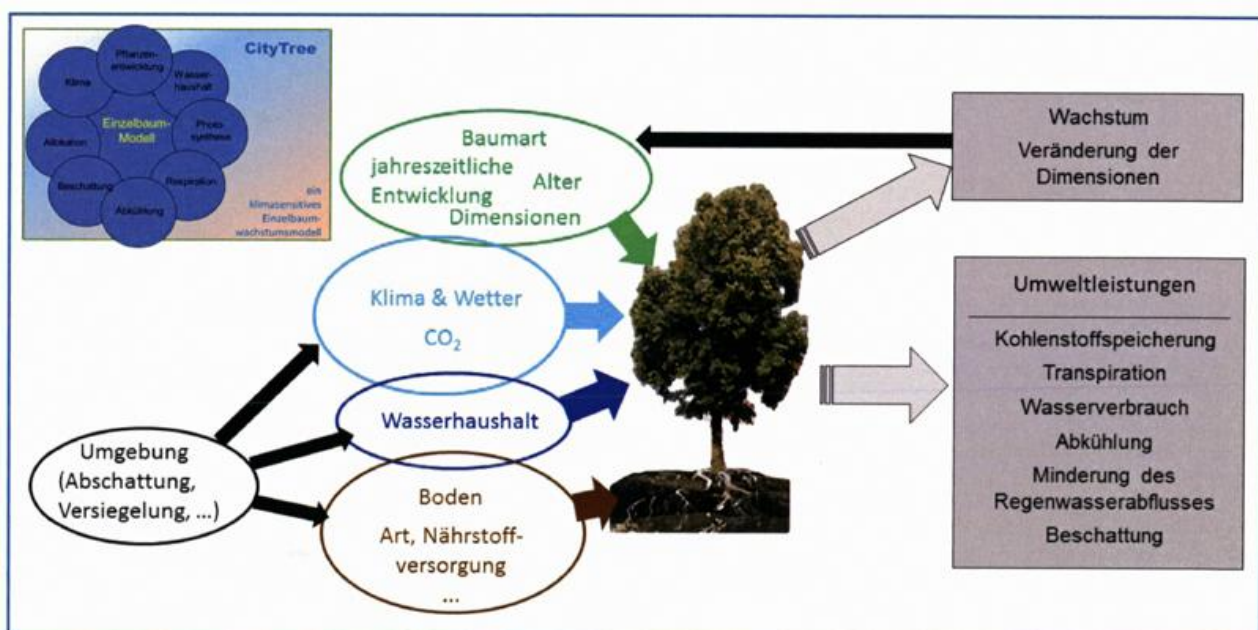 CityTree
Pflanzen-
entwicklung
Klima
Wasser-
haushalt
Einzelbaum-
Modell
Photo-
synthese
Allokation
Beschattung
Respiration
Abkühlung
ein
klimasensitives
Einzelbaum-
wachstumsmodell
Baumart
jahreszeitliche
Entwicklung Alter
Dimensionen
Klima & Wetter
CO₂
Wasserhaushalt
Umgebung
(Abschattung,
Versiegelung, ...)
Boden
Art, Nährstoff-
versorgung
...
Wachstum
Veränderung der
Dimensionen
Umweltleistungen
Kohlenstoffspeicherung
Transpiration
Wasserverbrauch
Abkühlung
Minderung des
Regenwasserabflusses
Beschattung